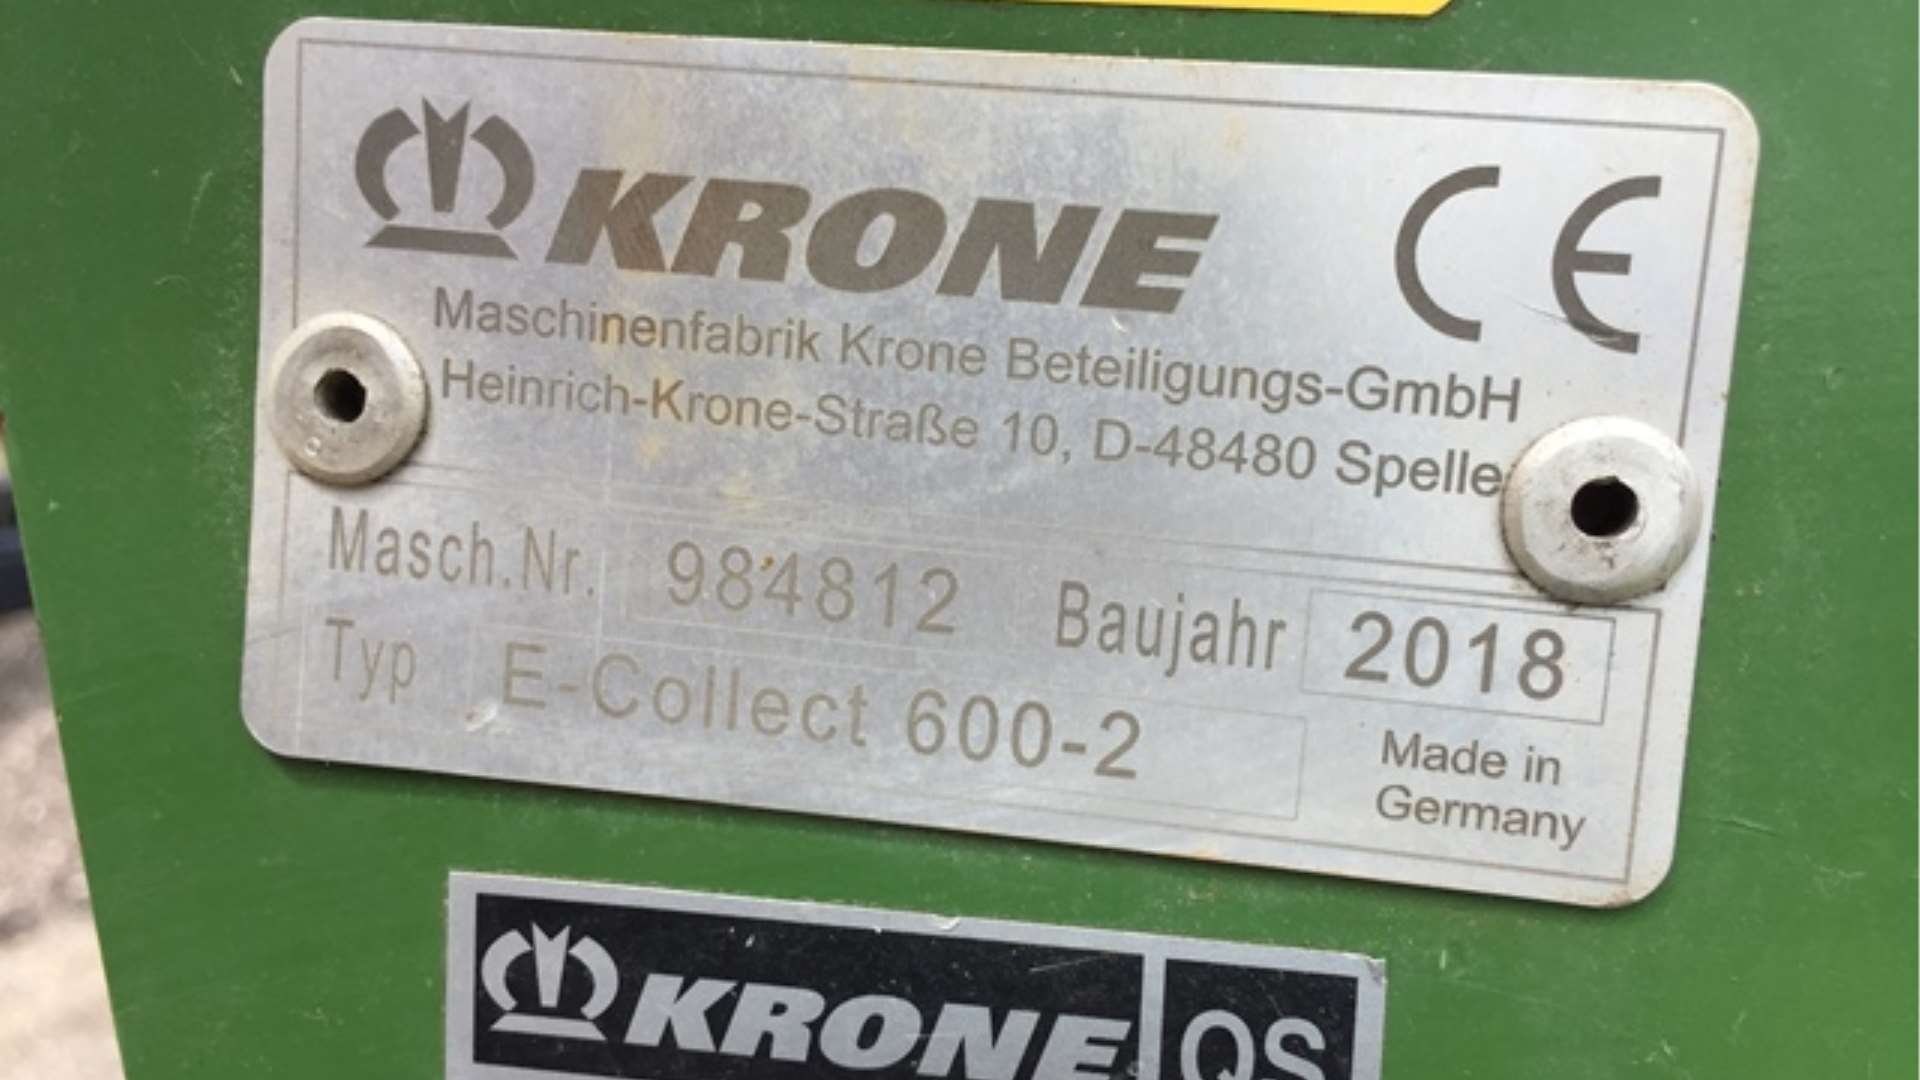 KRONE
CE
Maschinenfabrik Krone Beteiligungs-GmbH
Heinrich-Krone-Straße 10, D-48480 Spelle
Masch.Nr. 984812 Baujahr 2018
Typ E-Collect 600-2
Made in
Germany
KRONE QS